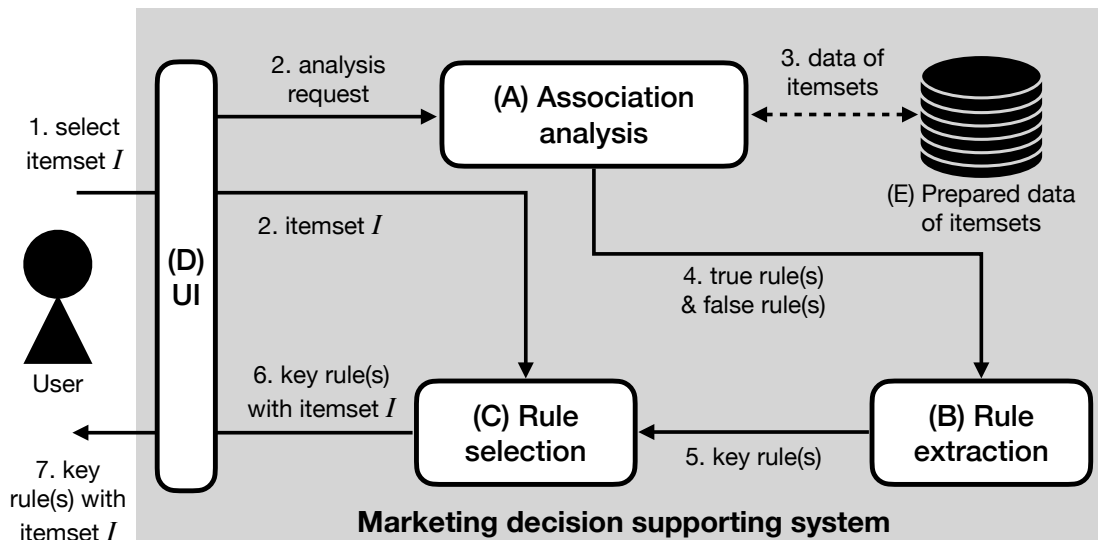 1. select
itemset I
2. analysis
request
(A) Association
analysis
3. data of
itemsets
(E) Prepared data
of itemsets
2. itemset I
(D)
UI
4. true rule(s)
& false rule(s)
User
6. key rule(s)
with itemset I
(C) Rule
selection
5. key rule(s)
(B) Rule
extraction
7. key
rule(s) with
itemset I
Marketing decision supporting system